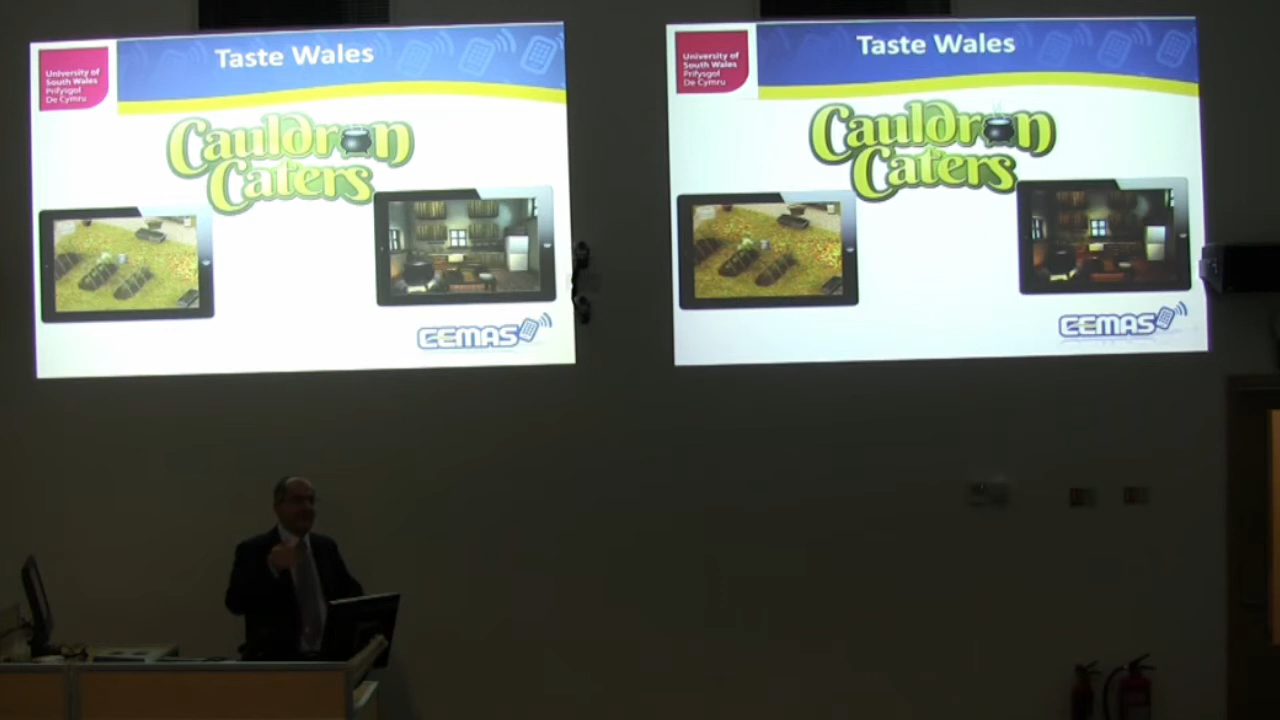 Taste Wales
University of
South Wales
Prifysgol
De Cymru
Cauldron
Caters
CEMAS
Taste Wales
University of
South Wales
Prifysgol
De Cymru
Cauldron
Caters
CEMAS